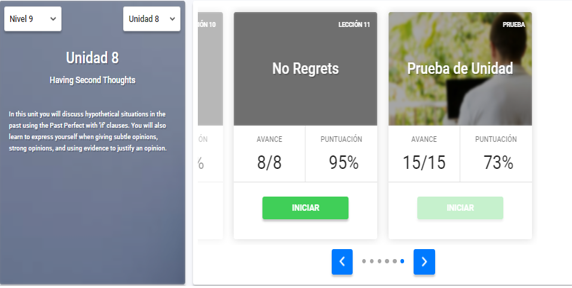 Nivel 9
Unidad 8
Unidad 8
Having Second Thoughts
In this unit you will discuss hypothetical situations in the
past using the Past Perfect with 'if' clauses. You will also
learn to express yourself when giving subtle opinions,
strong opinions, and using evidence to justify an opinion.
IÓN 10
ÓN
%
LECCIÓN 11
No Regrets
AVANCE
PUNTUACIÓN
8/8
95%
INICIAR
PRUEBA
Prueba de Unidad
AVANCE
PUNTUACIÓN
15/15
73%
INICIAR